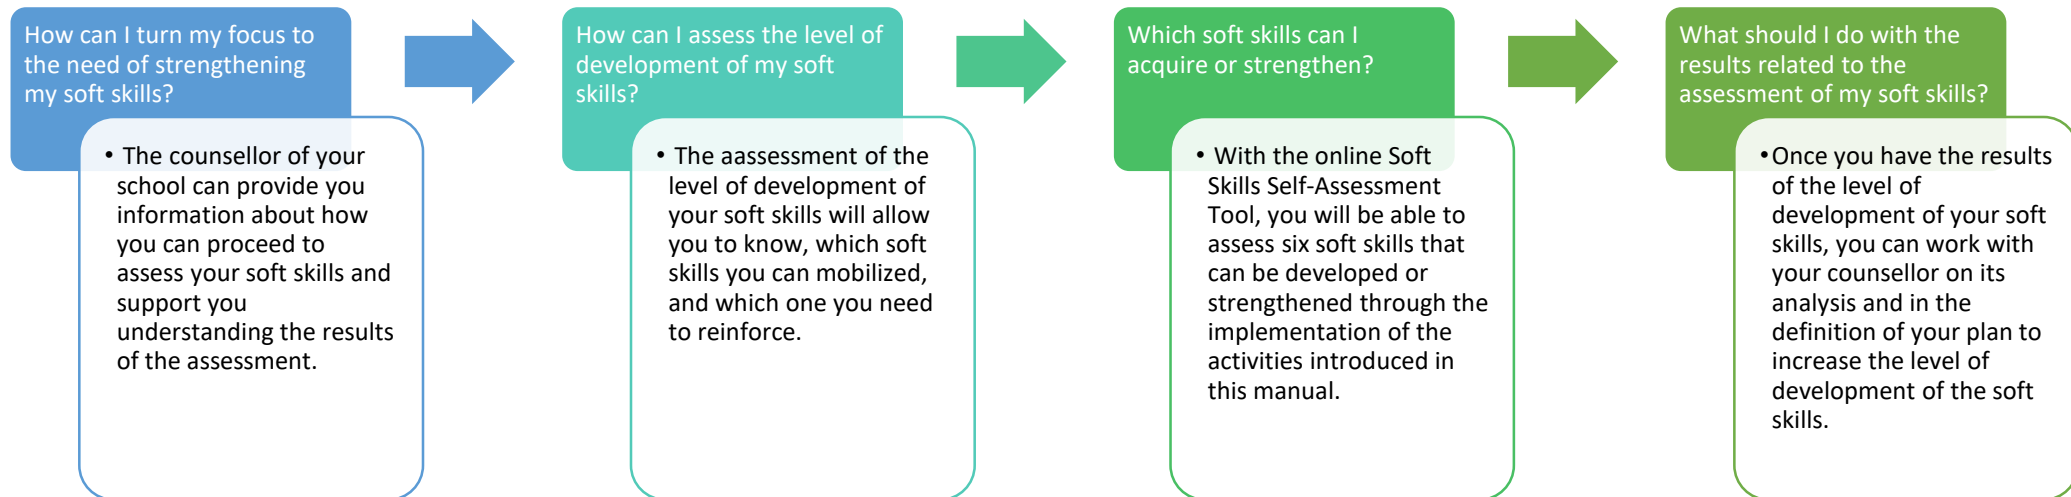 How can I turn my focus to
the need of strengthening
my soft skills?
• The counsellor of your
school can provide you
information about how
you can proceed to
assess your soft skills and
support you
understanding the results
of the assessment.
How can I assess the level of
development of my soft
skills?
• The aassessment of the
level of development of
your soft skills will allow
you to know, which soft
skills you can mobilized,
and which one you need
to reinforce.
Which soft skills can I
acquire or strengthen?
• With the online Soft
Skills Self-Assessment
Tool, you will be able to
assess six soft skills that
can be developed or
strengthened through the
implementation of the
activities introduced in
this manual.
What should I do with the
results related to the
assessment of my soft skills?
•Once you have the results
of the level of
development of your soft
skills, you can work with
your counsellor on its
analysis and in the
definition of your plan to
increase the level of
development of the soft
skills.